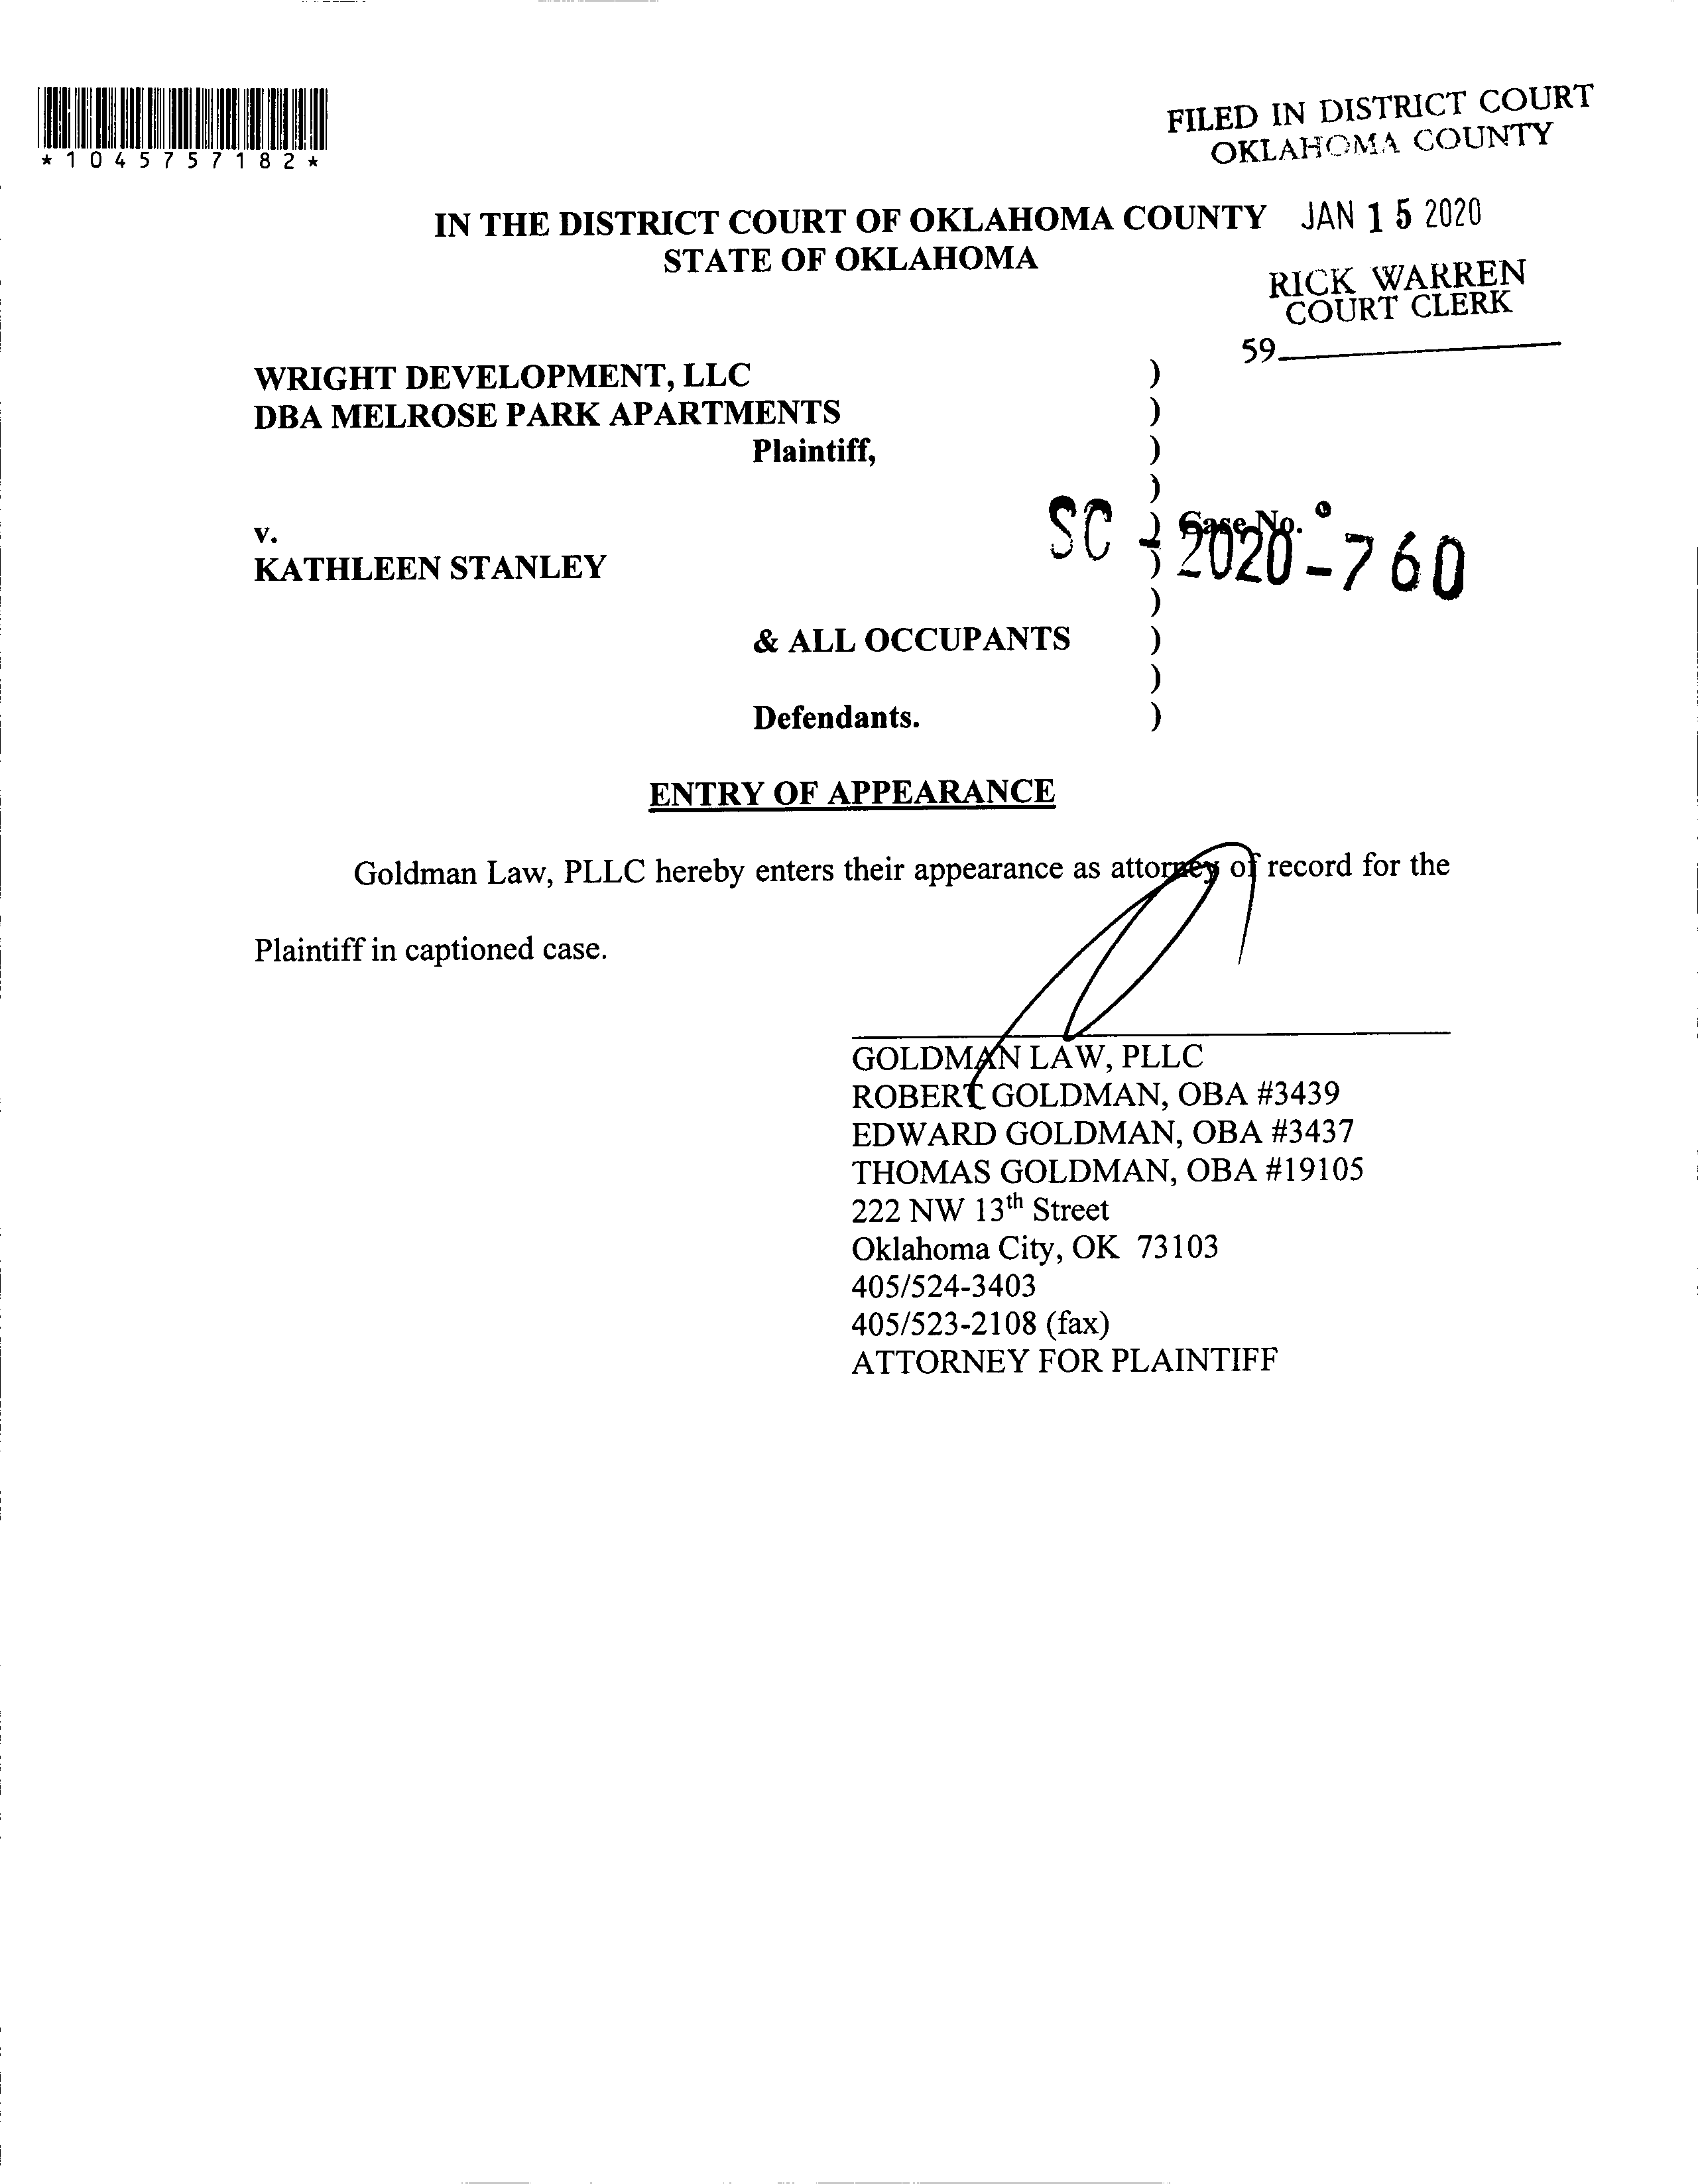 *1045757182*
FILED IN DISTRICT COURT
OKLAHOMA COUNTY
IN THE DISTRICT COURT OF OKLAHOMA COUNTY JAN 15 2020
STATE OF OKLAHOMA
RICK WARREN
COURT CLERK
59
WRIGHT DEVELOPMENT, LLC )
DBA MELROSE PARK APARTMENTS )
Plaintiff, )
)
v. ) Case No.
SC - 2020-760
KATHLEEN STANLEY )
)
& ALL OCCUPANTS )
)
Defendants. )
ENTRY OF APPEARANCE
Goldman Law, PLLC hereby enters their appearance as attorney of record for the
Plaintiff in captioned case.
GOLDMAN LAW, PLLC
ROBERT GOLDMAN, OBA #3439
EDWARD GOLDMAN, OBA #3437
THOMAS GOLDMAN, OBA #19105
222 NW 13th Street
Oklahoma City, OK 73103
405/524-3403
405/523-2108 (fax)
ATTORNEY FOR PLAINTIFF